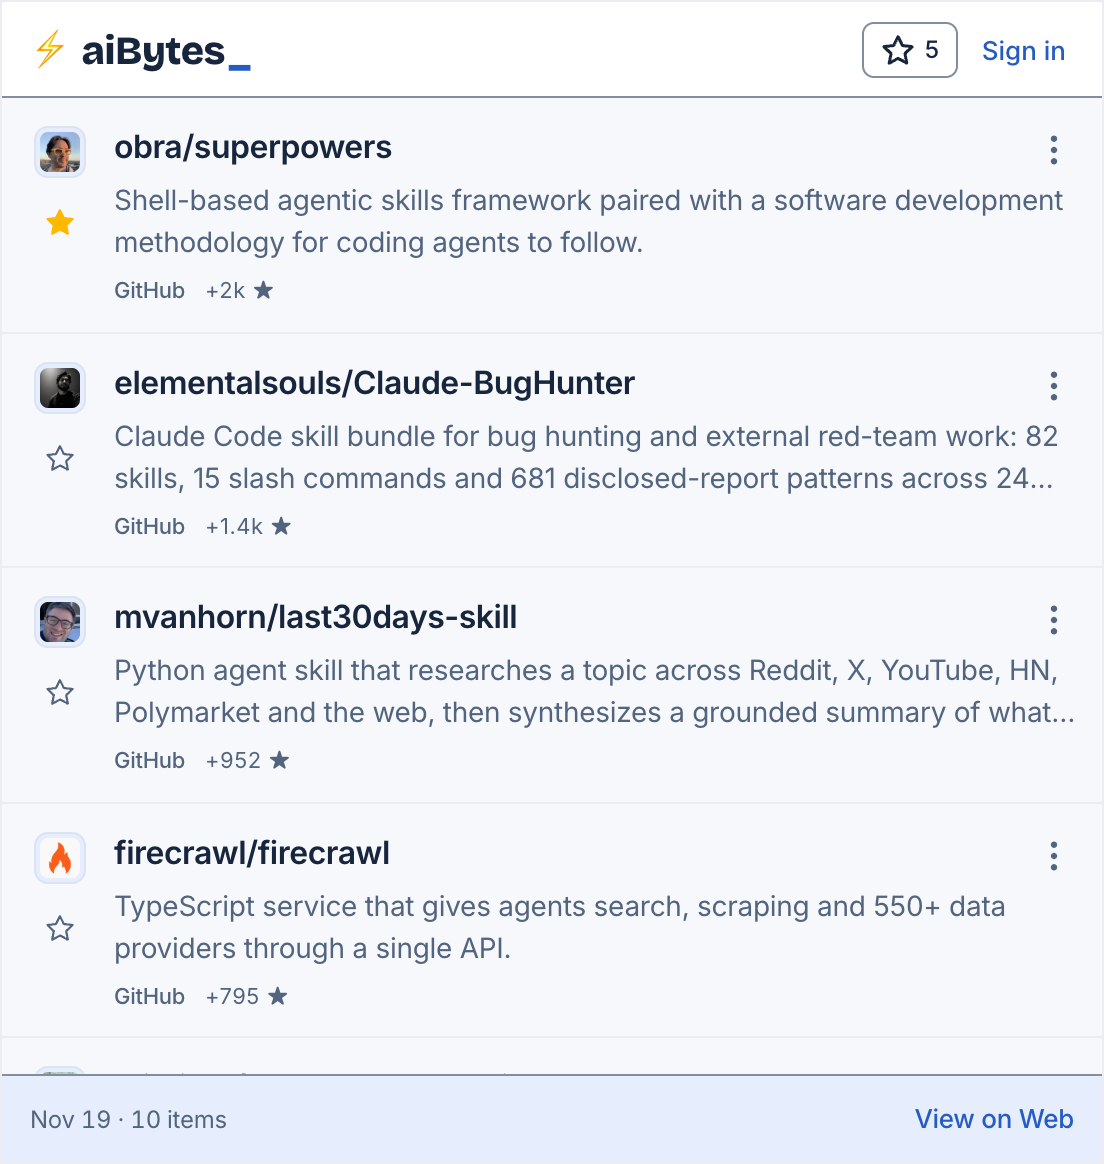 aiBytes_
5
Sign in
obra/superpowers
Shell-based agentic skills framework paired with a software development
methodology for coding agents to follow.
GitHub +2k ★
elementalsouls/Claude-BugHunter
Claude Code skill bundle for bug hunting and external red-team work: 82
skills, 15 slash commands and 681 disclosed-report patterns across 24...
GitHub +1.4k ★
mvanhorn/last30days-skill
Python agent skill that researches a topic across Reddit, X, YouTube, HN,
Polymarket and the web, then synthesizes a grounded summary of what...
GitHub +952 ★
firecrawl/firecrawl
TypeScript service that gives agents search, scraping and 550+ data
providers through a single API.
GitHub +795 ★
Nov 19 · 10 items
View on Web